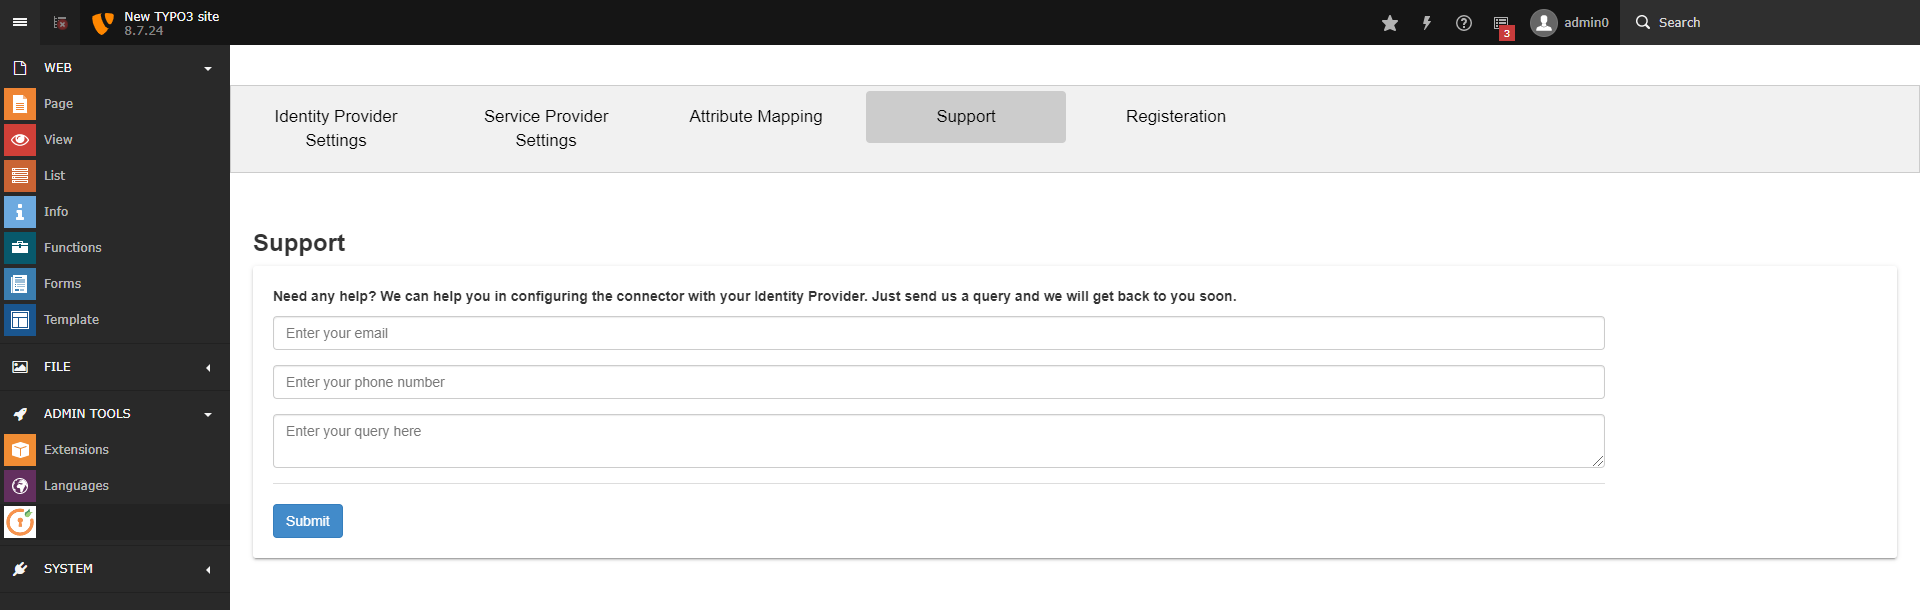 New TYPO3 site
8.7.24
3
admin0
Search
WEB
Page
View
List
Info
Functions
Forms
Template
FILE
ADMIN TOOLS
Extensions
Languages
SYSTEM
Identity Provider
Settings
Service Provider
Settings
Attribute Mapping
Support
Registeration
Support
Need any help? We can help you in configuring the connector with your Identity Provider. Just send us a query and we will get back to you soon.
Enter your email
Enter your phone number
Enter your query here
Submit